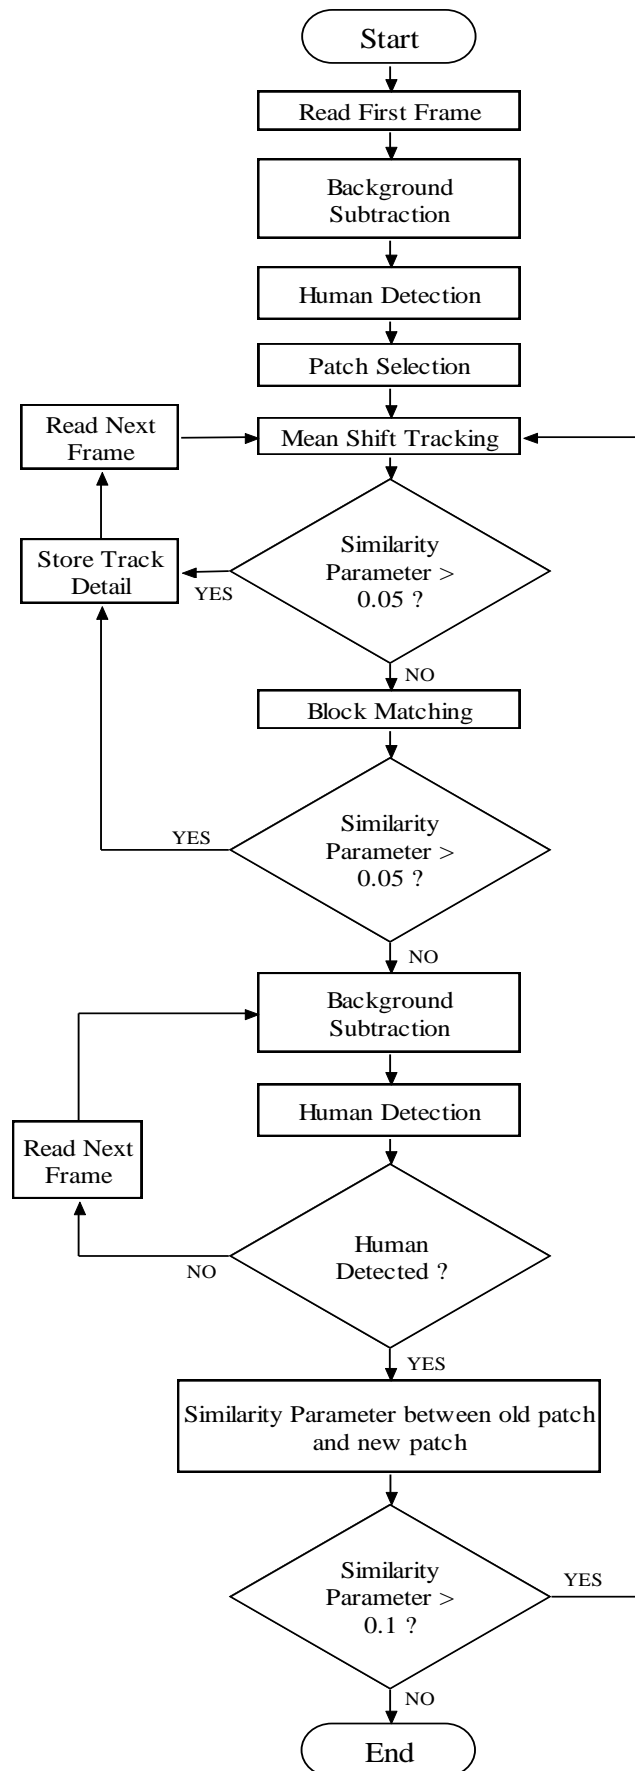 Start
Read First Frame
Background
Subtraction
Human Detection
Patch Selection
Read Next
Frame
Mean Shift Tracking
Store Track
Detail
YES
Similarity
Parameter >
0.05 ?
NO
Block Matching
YES
Similarity
Parameter >
0.05 ?
NO
Background
Subtraction
Human Detection
Read Next
Frame
NO
Human
Detected ?
YES
Similarity Parameter between old patch
and new patch
Similarity
Parameter >
0.1 ?
YES
NO
End